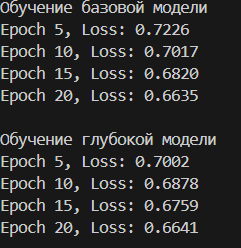 Обучение базовой модели
Epoch 5, Loss: 0.7226
Epoch 10, Loss: 0.7017
Epoch 15, Loss: 0.6820
Epoch 20, Loss: 0.6635
Обучение глубокой модели
Epoch 5, Loss: 0.7002
Epoch 10, Loss: 0.6878
Epoch 15, Loss: 0.6759
Epoch 20, Loss: 0.6641